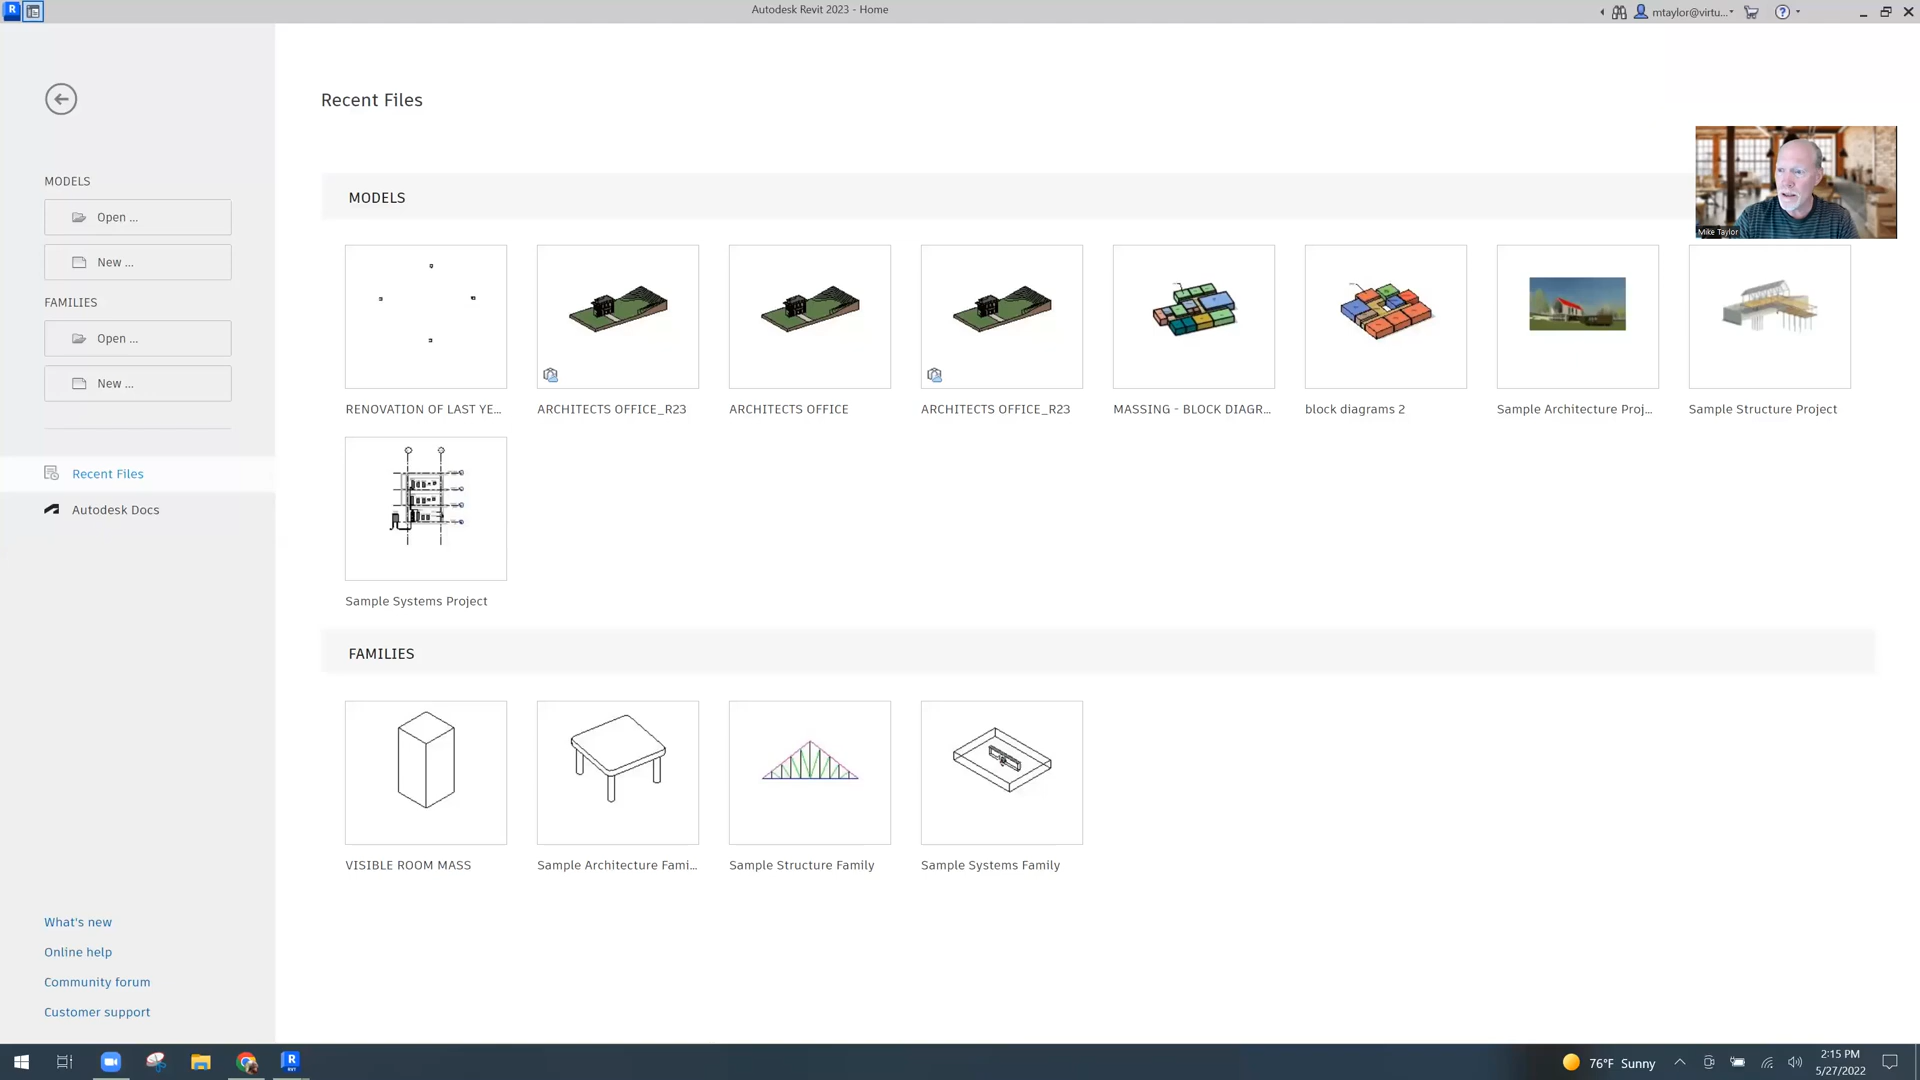 Autodesk Revit 2023 - Home
mtaylor@virtu...
Recent Files
MODELS
Open ...
New ...
FAMILIES
Open ...
New ...
Recent Files
Autodesk Docs
What's new
Online help
Community forum
Customer support
MODELS
Mike Taylor
RENOVATION OF LAST YE...
ARCHITECTS OFFICE_R23
ARCHITECTS OFFICE
ARCHITECTS OFFICE_R23
MASSING - BLOCK DIAGR...
block diagrams 2
Sample Architecture Proj...
Sample Structure Project
Sample Systems Project
FAMILIES
VISIBLE ROOM MASS
Sample Architecture Fami...
Sample Structure Family
Sample Systems Family
76°F Sunny
2:15 PM
5/27/2022